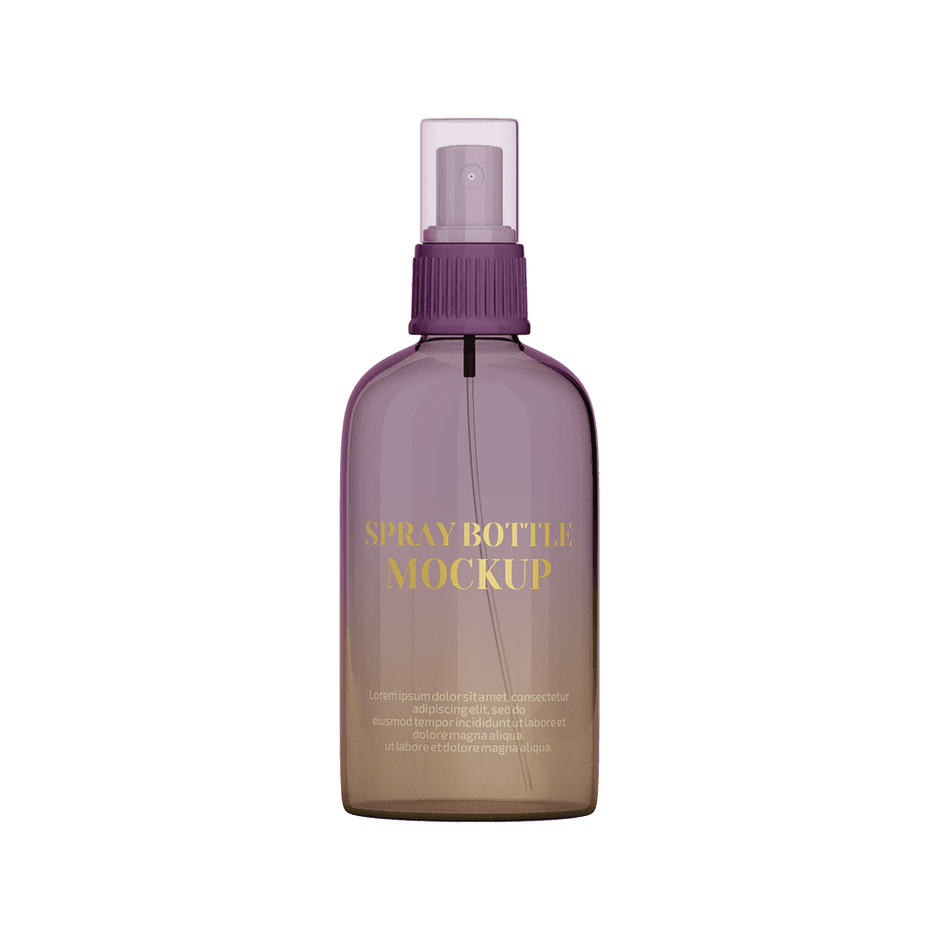 SPRAY BOTTLE
MOCKUP
Lorem ipsum dolor sit amet, consectetur
adipiscing elit, sed do
eiusmod tempor incididunt ut labore et
dolore magna aliqua.
ut labore et dolore magna aliqua.